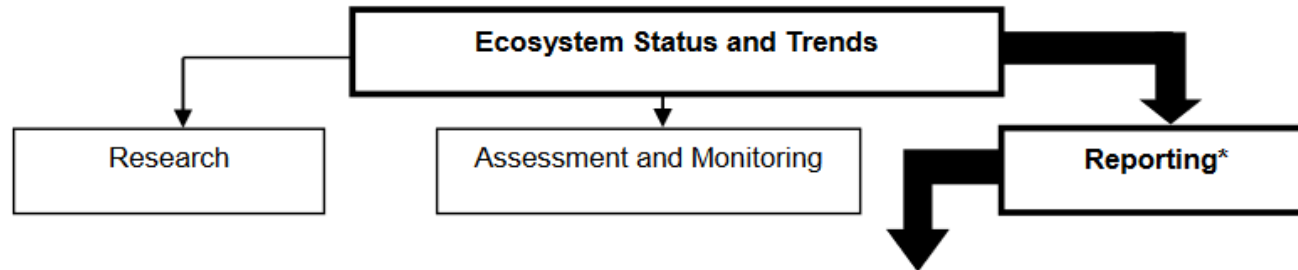 Ecosystem Status and Trends
Research
Assessment and Monitoring
Reporting*